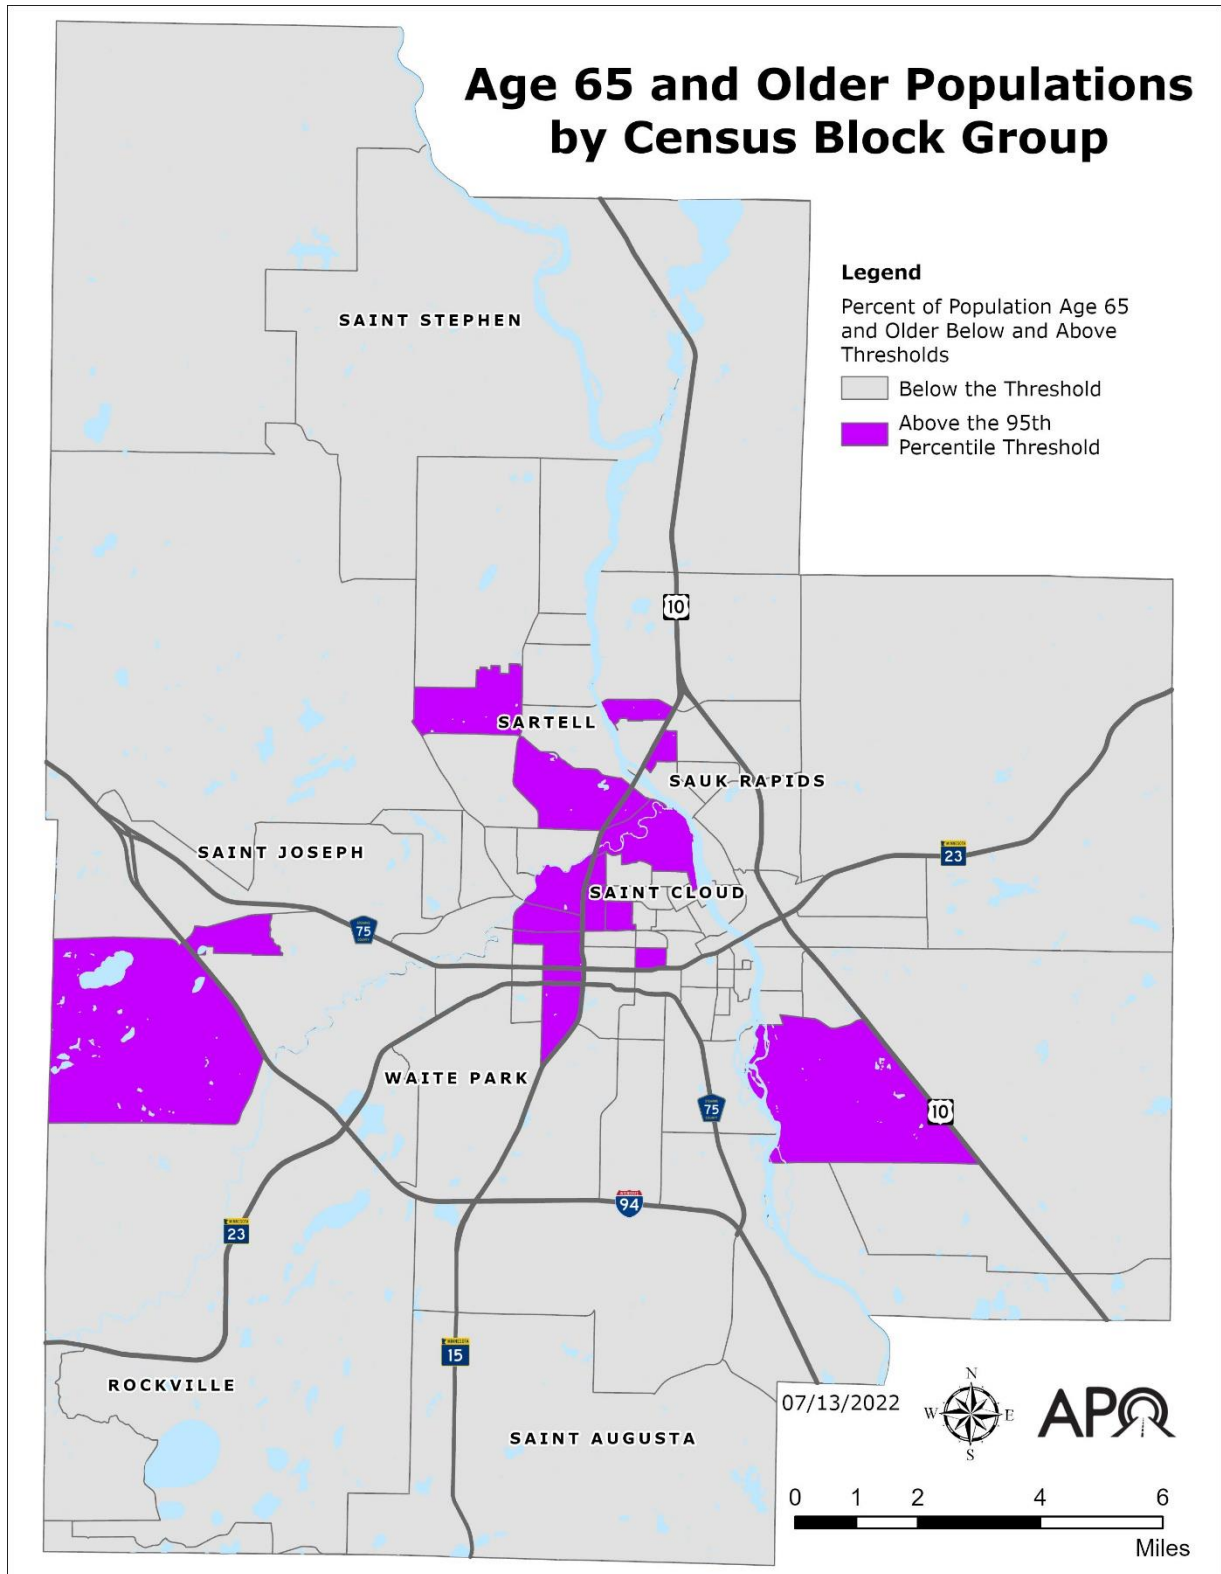 Age 65 and Older Populations
by Census Block Group
Legend
Percent of Population Age 65
and Older Below and Above
Thresholds
Below the Threshold
Above the 95th
Percentile Threshold
SAINT STEPHEN
10
SARTELL
SAUK RAPIDS
SAINT JOSEPH
23
SAINT CLOUD
75
WAITE PARK
75
10
94
23
15
ROCKVILLE
SAINT AUGUSTA
07/13/2022
N
W
E
S
APO
0 1 2 4 6
Miles